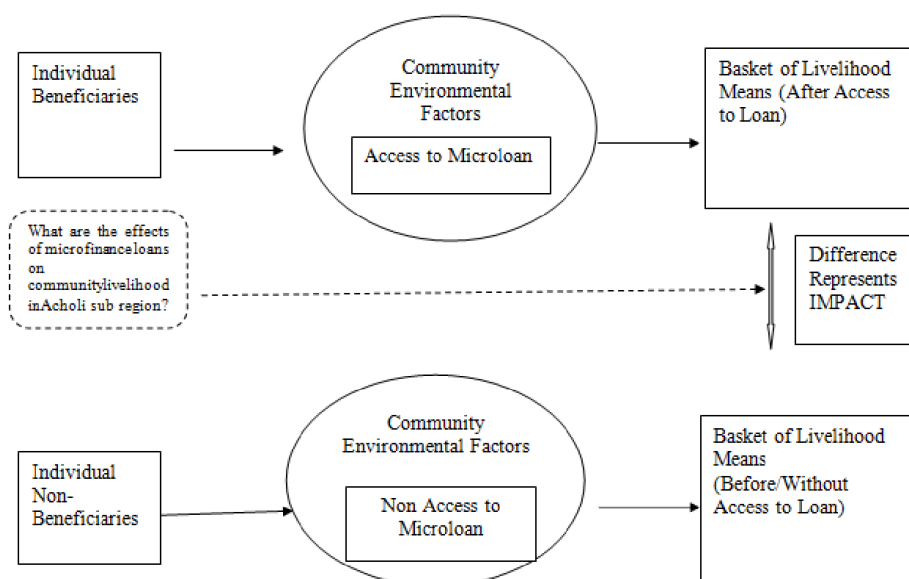 Individual
Beneficiaries
Community
Environmental
Factors
Access to Microloan
Basket of Livelihood
Means (After Access
to Loan)
What are the effects
of microfinance loans
on
communitylivelihood
inAcholi sub region?
Difference
Represents
IMPACT
Individual
Non-
Beneficiaries
Community
Environmental Factors
Non Access to
Microloan
Basket of Livelihood
Means
(Before/Without
Access to Loan)